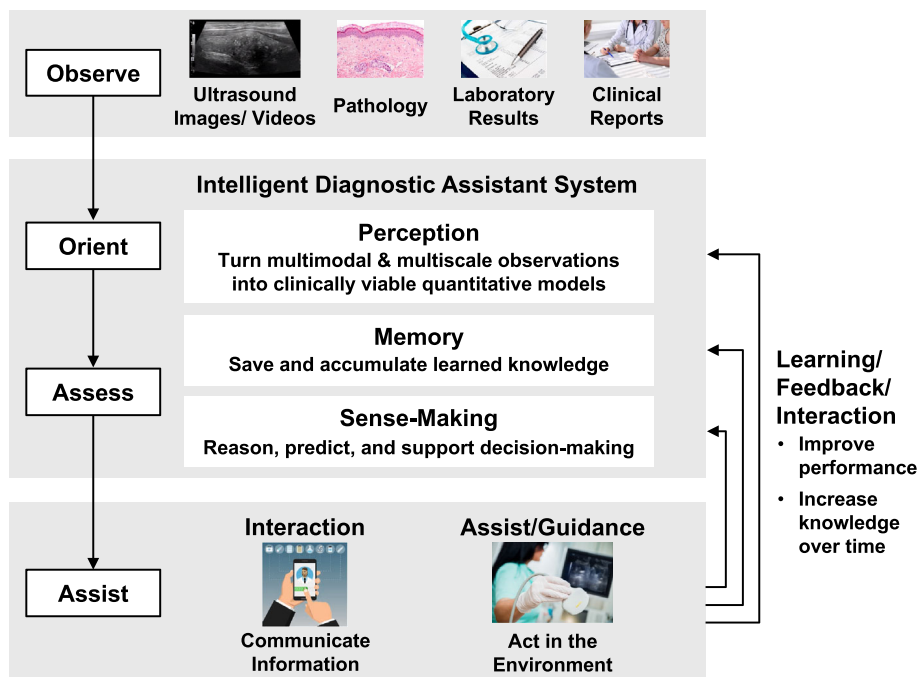 Observe
Ultrasound
Images/ Videos
Pathology
Laboratory
Results
Clinical
Reports
Intelligent Diagnostic Assistant System
Orient
Perception
Turn multimodal & multiscale observations
into clinically viable quantitative models
Memory
Save and accumulate learned knowledge
Assess
Sense-Making
Reason, predict, and support decision-making
Learning/
Feedback/
Interaction
• Improve
performance
• Increase
knowledge
over time
Assist
Interaction
Communicate
Information
Assist/Guidance
Act in the
Environment